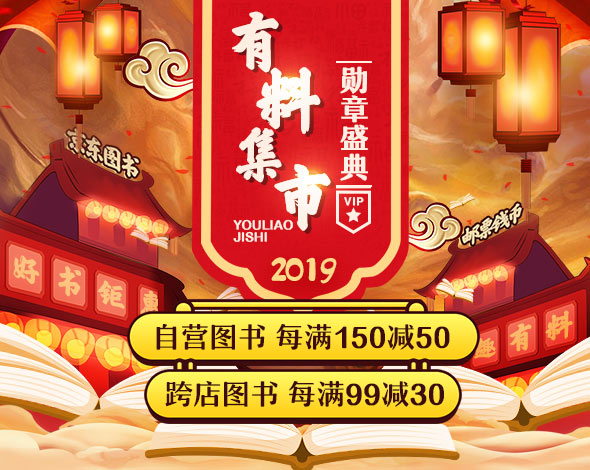 有料集市
勋章盛典
VIP
YOULIAO
JISHI
2019
京东图书
邮票钱币
好书钜惠
趣有料
自营图书 每满150减50
跨店图书 每满99减30